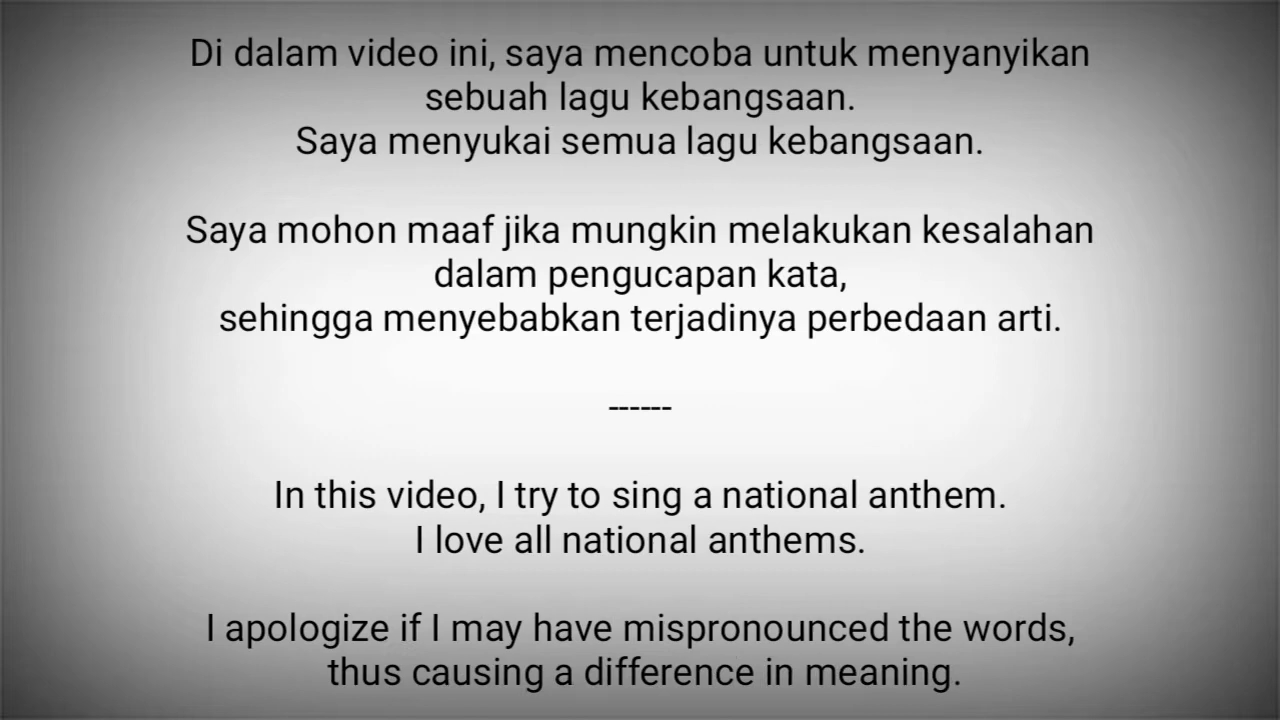 Di dalam video ini, saya mencoba untuk menyanyikan
sebuah lagu kebangsaan.
Saya menyukai semua lagu kebangsaan.
Saya mohon maaf jika mungkin melakukan kesalahan
dalam pengucapan kata,
sehingga menyebabkan terjadinya perbedaan arti.
------
In this video, I try to sing a national anthem.
I love all national anthems.
I apologize if I may have mispronounced the words,
thus causing a difference in meaning.